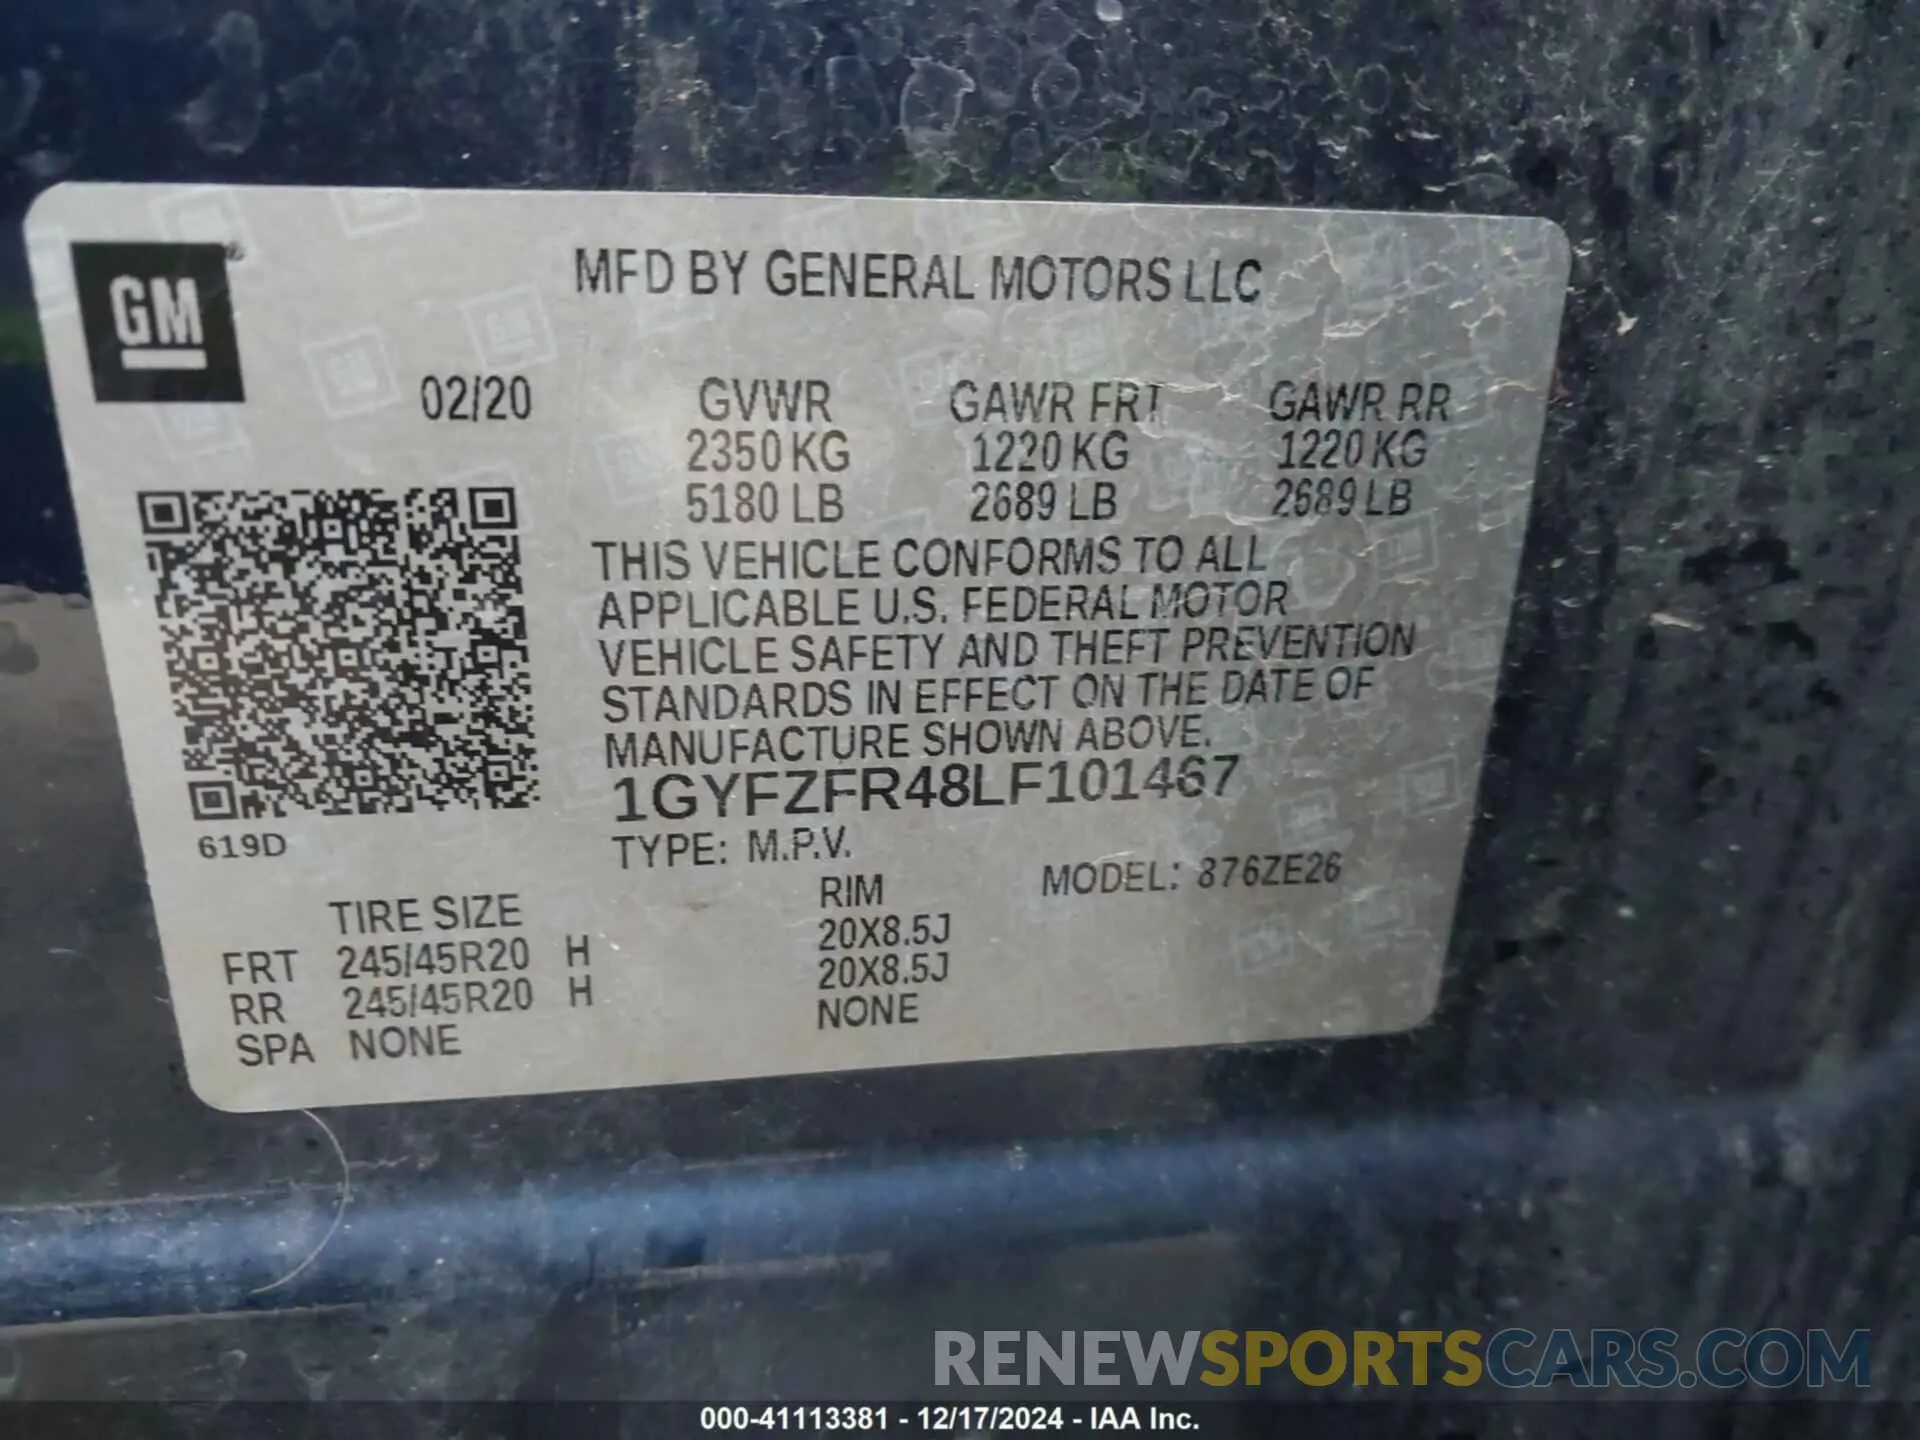 GM
MFD BY GENERAL MOTORS LLC
02/20 GVWR GAWR FRT GAWR RR
2350 KG 1220 KG 1220 KG
5180 LB 2689 LB 2689 LB
THIS VEHICLE CONFORMS TO ALL
APPLICABLE U.S. FEDERAL MOTOR
VEHICLE SAFETY AND THEFT PREVENTION
STANDARDS IN EFFECT ON THE DATE OF
MANUFACTURE SHOWN ABOVE.
1GYFZFR48LF101467
619D
TYPE: M.P.V.
MODEL: 876ZE26
TIRE SIZE RIM
FRT 245/45R20 H 20X8.5J
RR 245/45R20 H 20X8.5J
SPA NONE NONE
RENEWSPORTSCARS.COM
000-41113381 - 12/17/2024 - IAA Inc.